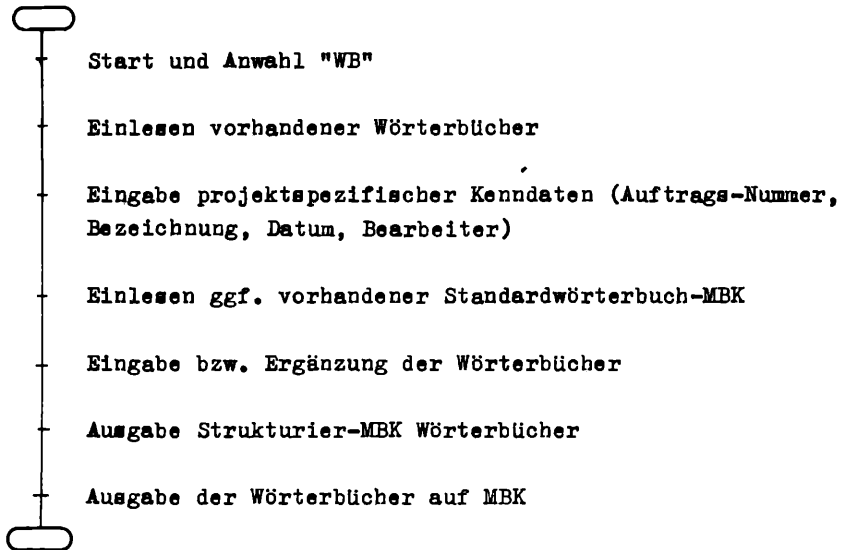 Start und Anwahl "WB"
Einlesen vorhandener Wörterbücher
Eingabe projektspezifischer Kenndaten (Auftrags-Nummer,
Bezeichnung, Datum, Bearbeiter)
Einlesen ggf. vorhandener Standardwörterbuch-MBK
Eingabe bzw. Ergänzung der Wörterbücher
Ausgabe Strukturier-MBK Wörterbücher
Ausgabe der Wörterbücher auf MBK